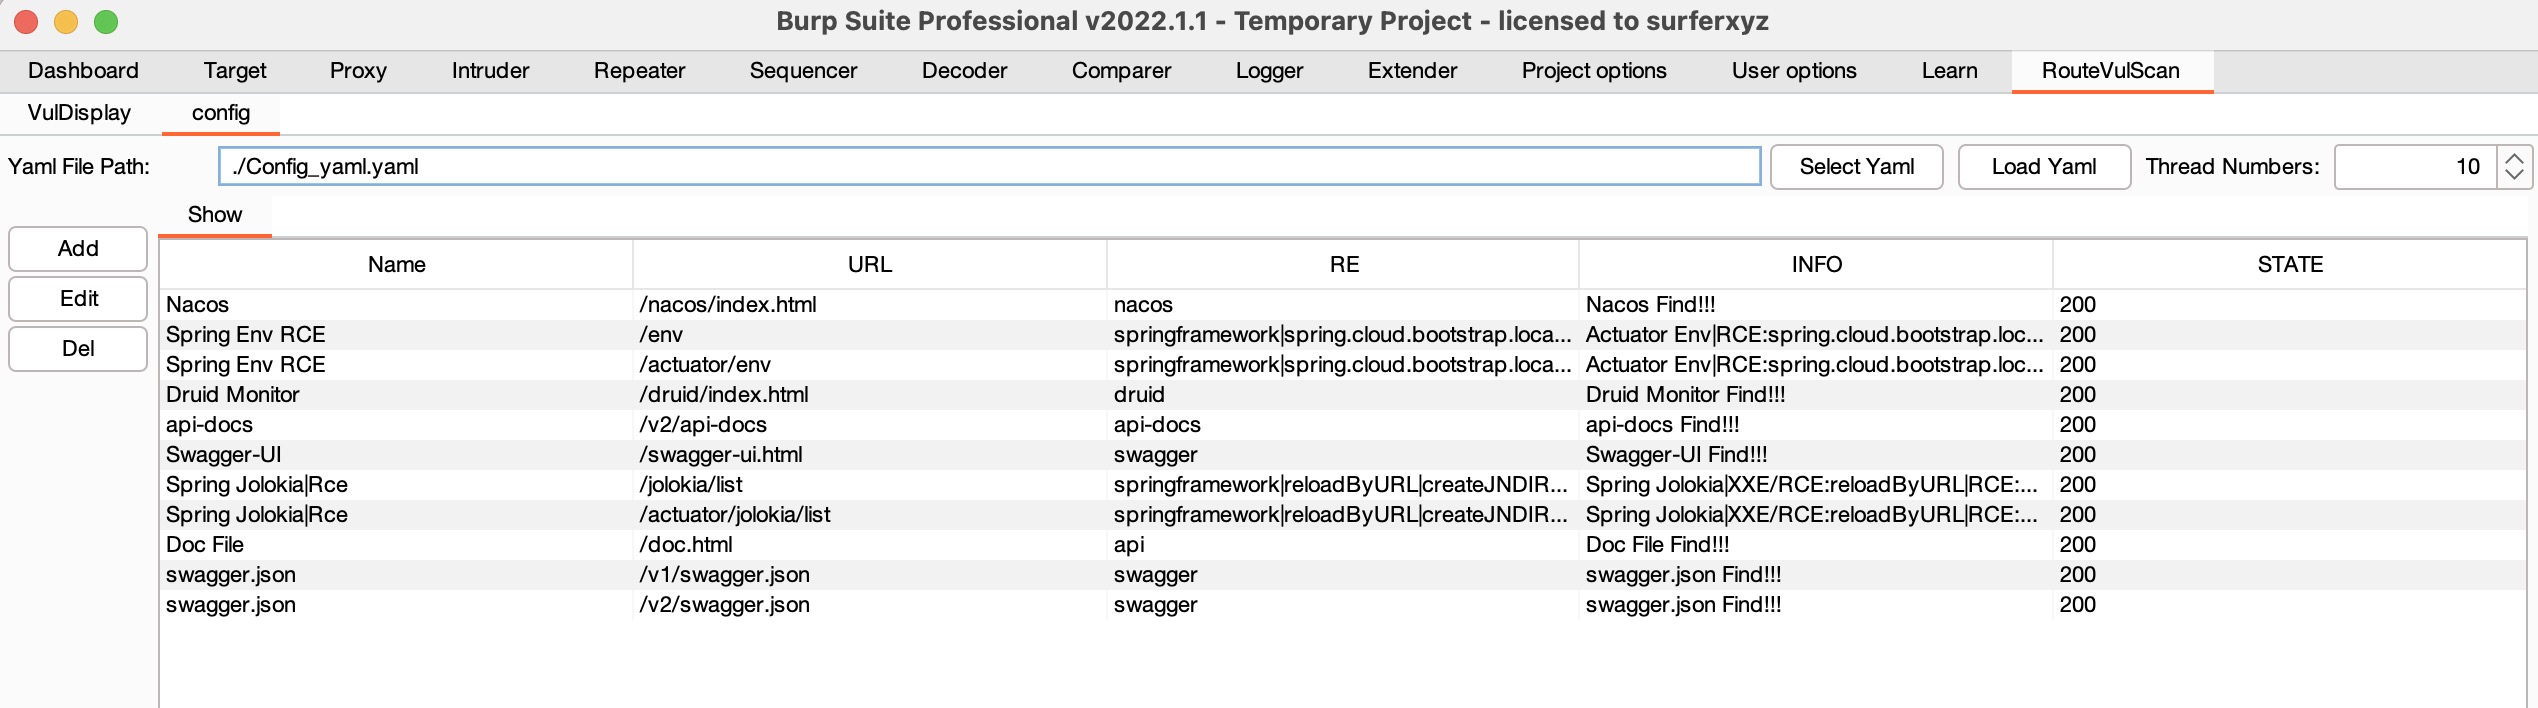 Burp Suite Professional v2022.1.1 - Temporary Project - licensed to surferxyz
Dashboard Target Proxy Intruder Repeater Sequencer Decoder Comparer Logger Extender Project options User options Learn RouteVulScan
VulDisplay config
Yaml File Path: ./Config_yaml.yaml Select Yaml Load Yaml Thread Numbers: 10
Show
Add
Edit
Del
Name URL RE INFO STATE
Nacos /nacos/index.html nacos Nacos Find!!! 200
Spring Env RCE /env springframework|spring.cloud.bootstrap.loca... Actuator Env|RCE:spring.cloud.bootstrap.loc... 200
Spring Env RCE /actuator/env springframework|spring.cloud.bootstrap.loca... Actuator Env|RCE:spring.cloud.bootstrap.loc... 200
Druid Monitor /druid/index.html druid Druid Monitor Find!!! 200
api-docs /v2/api-docs api-docs api-docs Find!!! 200
Swagger-UI /swagger-ui.html swagger Swagger-UI Find!!! 200
Spring Jolokia|Rce /jolokia/list springframework|reloadByURL|createJNDIR... Spring Jolokia|XXE/RCE:reloadByURL|RCE:... 200
Spring Jolokia|Rce /actuator/jolokia/list springframework|reloadByURL|createJNDIR... Spring Jolokia|XXE/RCE:reloadByURL|RCE:... 200
Doc File /doc.html api Doc File Find!!! 200
swagger.json /v1/swagger.json swagger swagger.json Find!!! 200
swagger.json /v2/swagger.json swagger swagger.json Find!!! 200